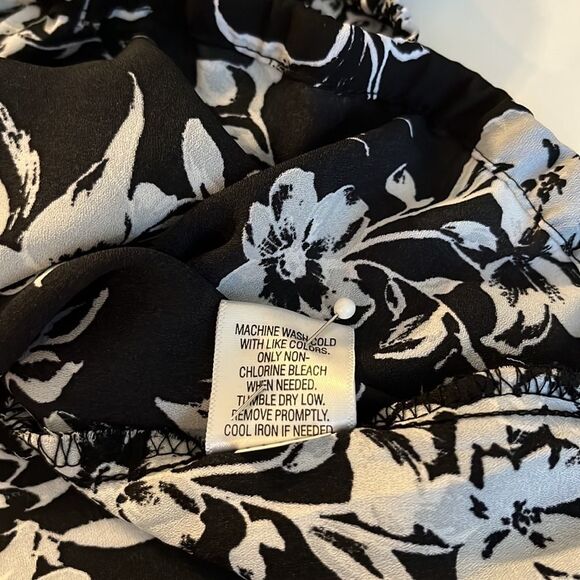 MACHINE WASH COLD
WITH LIKE COLORS.
ONLY NON-
CHLORINE BLEACH
WHEN NEEDED.
TUMBLE DRY LOW.
REMOVE PROMPTLY.
COOL IRON IF NEEDED